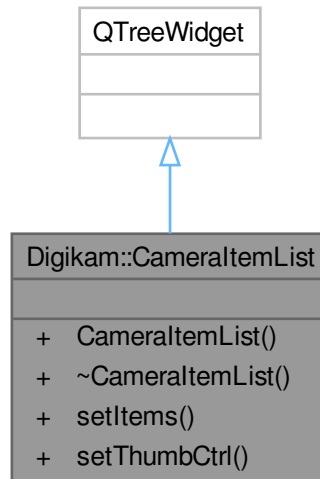 QTreeWidget
Digikam::CameraItemList
+ CameraItemList()
+ ~CameraItemList()
+ setItems()
+ setThumbCtrl()